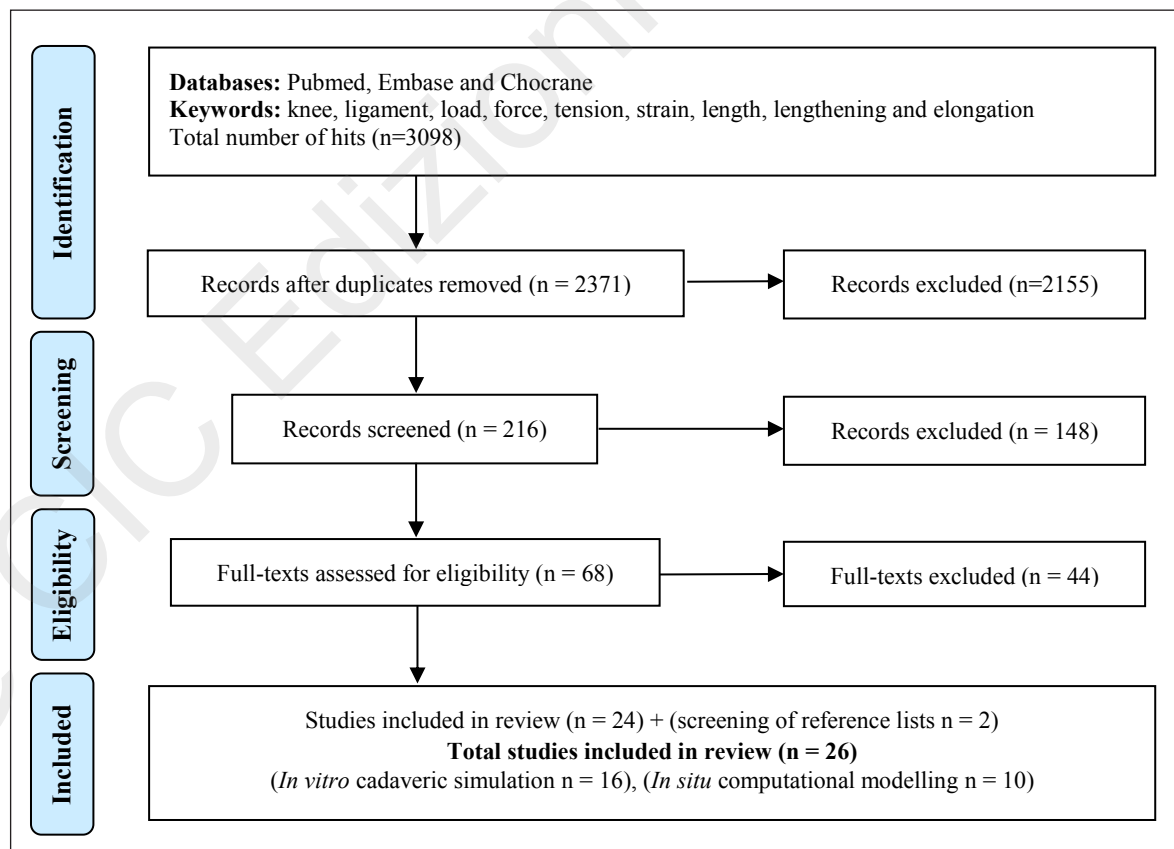 Identification
Databases: Pubmed, Embase and Chocrane
Keywords: knee, ligament, load, force, tension, strain, length, lengthening and elongation
Total number of hits (n=3098)
Records after duplicates removed (n = 2371)
Records excluded (n=2155)
Screening
Records screened (n = 216)
Records excluded (n = 148)
Eligibility
Full-texts assessed for eligibility (n = 68)
Full-texts excluded (n = 44)
Included
Studies included in review (n = 24) + (screening of reference lists n = 2)
Total studies included in review (n = 26)
(In vitro cadaveric simulation n = 16), (In situ computational modelling n = 10)
CIC Edizioni